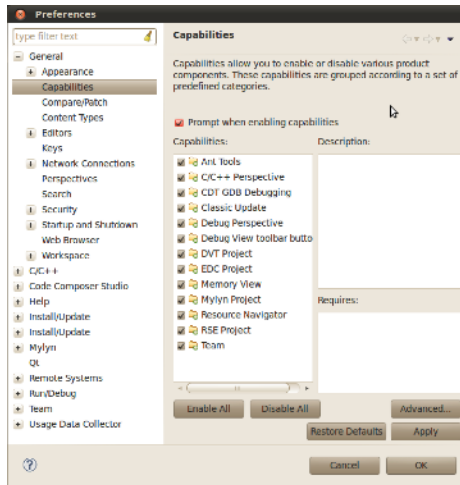 Preferences
type filter text
General
Appearance
Capabilities
Compare/Patch
Content Types
Editors
Keys
Network Connections
Perspectives
Search
Security
Startup and Shutdown
Web Browser
Workspace
C/C++
Code Composer Studio
Help
Install/Update
Install/Update
Mylyn
Qt
Remote Systems
Run/Debug
Team
Usage Data Collector
Capabilities
Capabilities allow you to enable or disable various product
components. These capabilities are grouped according to a set of
predefined categories.
Prompt when enabling capabilities
Capabilities:
Ant Tools
C/C++ Perspective
CDT GDB Debugging
Classic Update
Debug Perspective
Debug View toolbar butto
DVT Project
EDC Project
Memory View
Mylyn Project
Resource Navigator
RSE Project
Team
Description:
Requires:
Enable All
Disable All
Advanced...
Restore Defaults
Apply
Cancel
OK